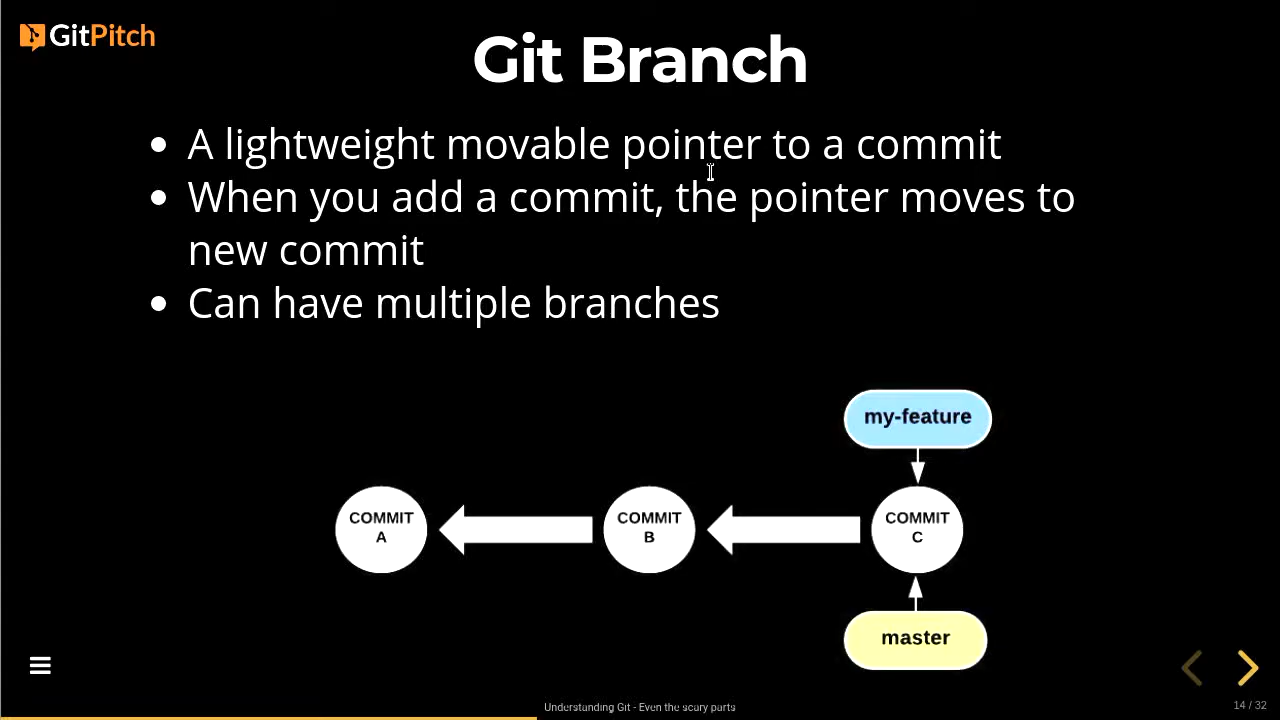 GitPitch
Git Branch
• A lightweight movable pointer to a commit
• When you add a commit, the pointer moves to
new commit
• Can have multiple branches
my-feature
COMMIT
A
COMMIT
B
COMMIT
C
master
Understanding Git - Even the scary parts
14 / 32